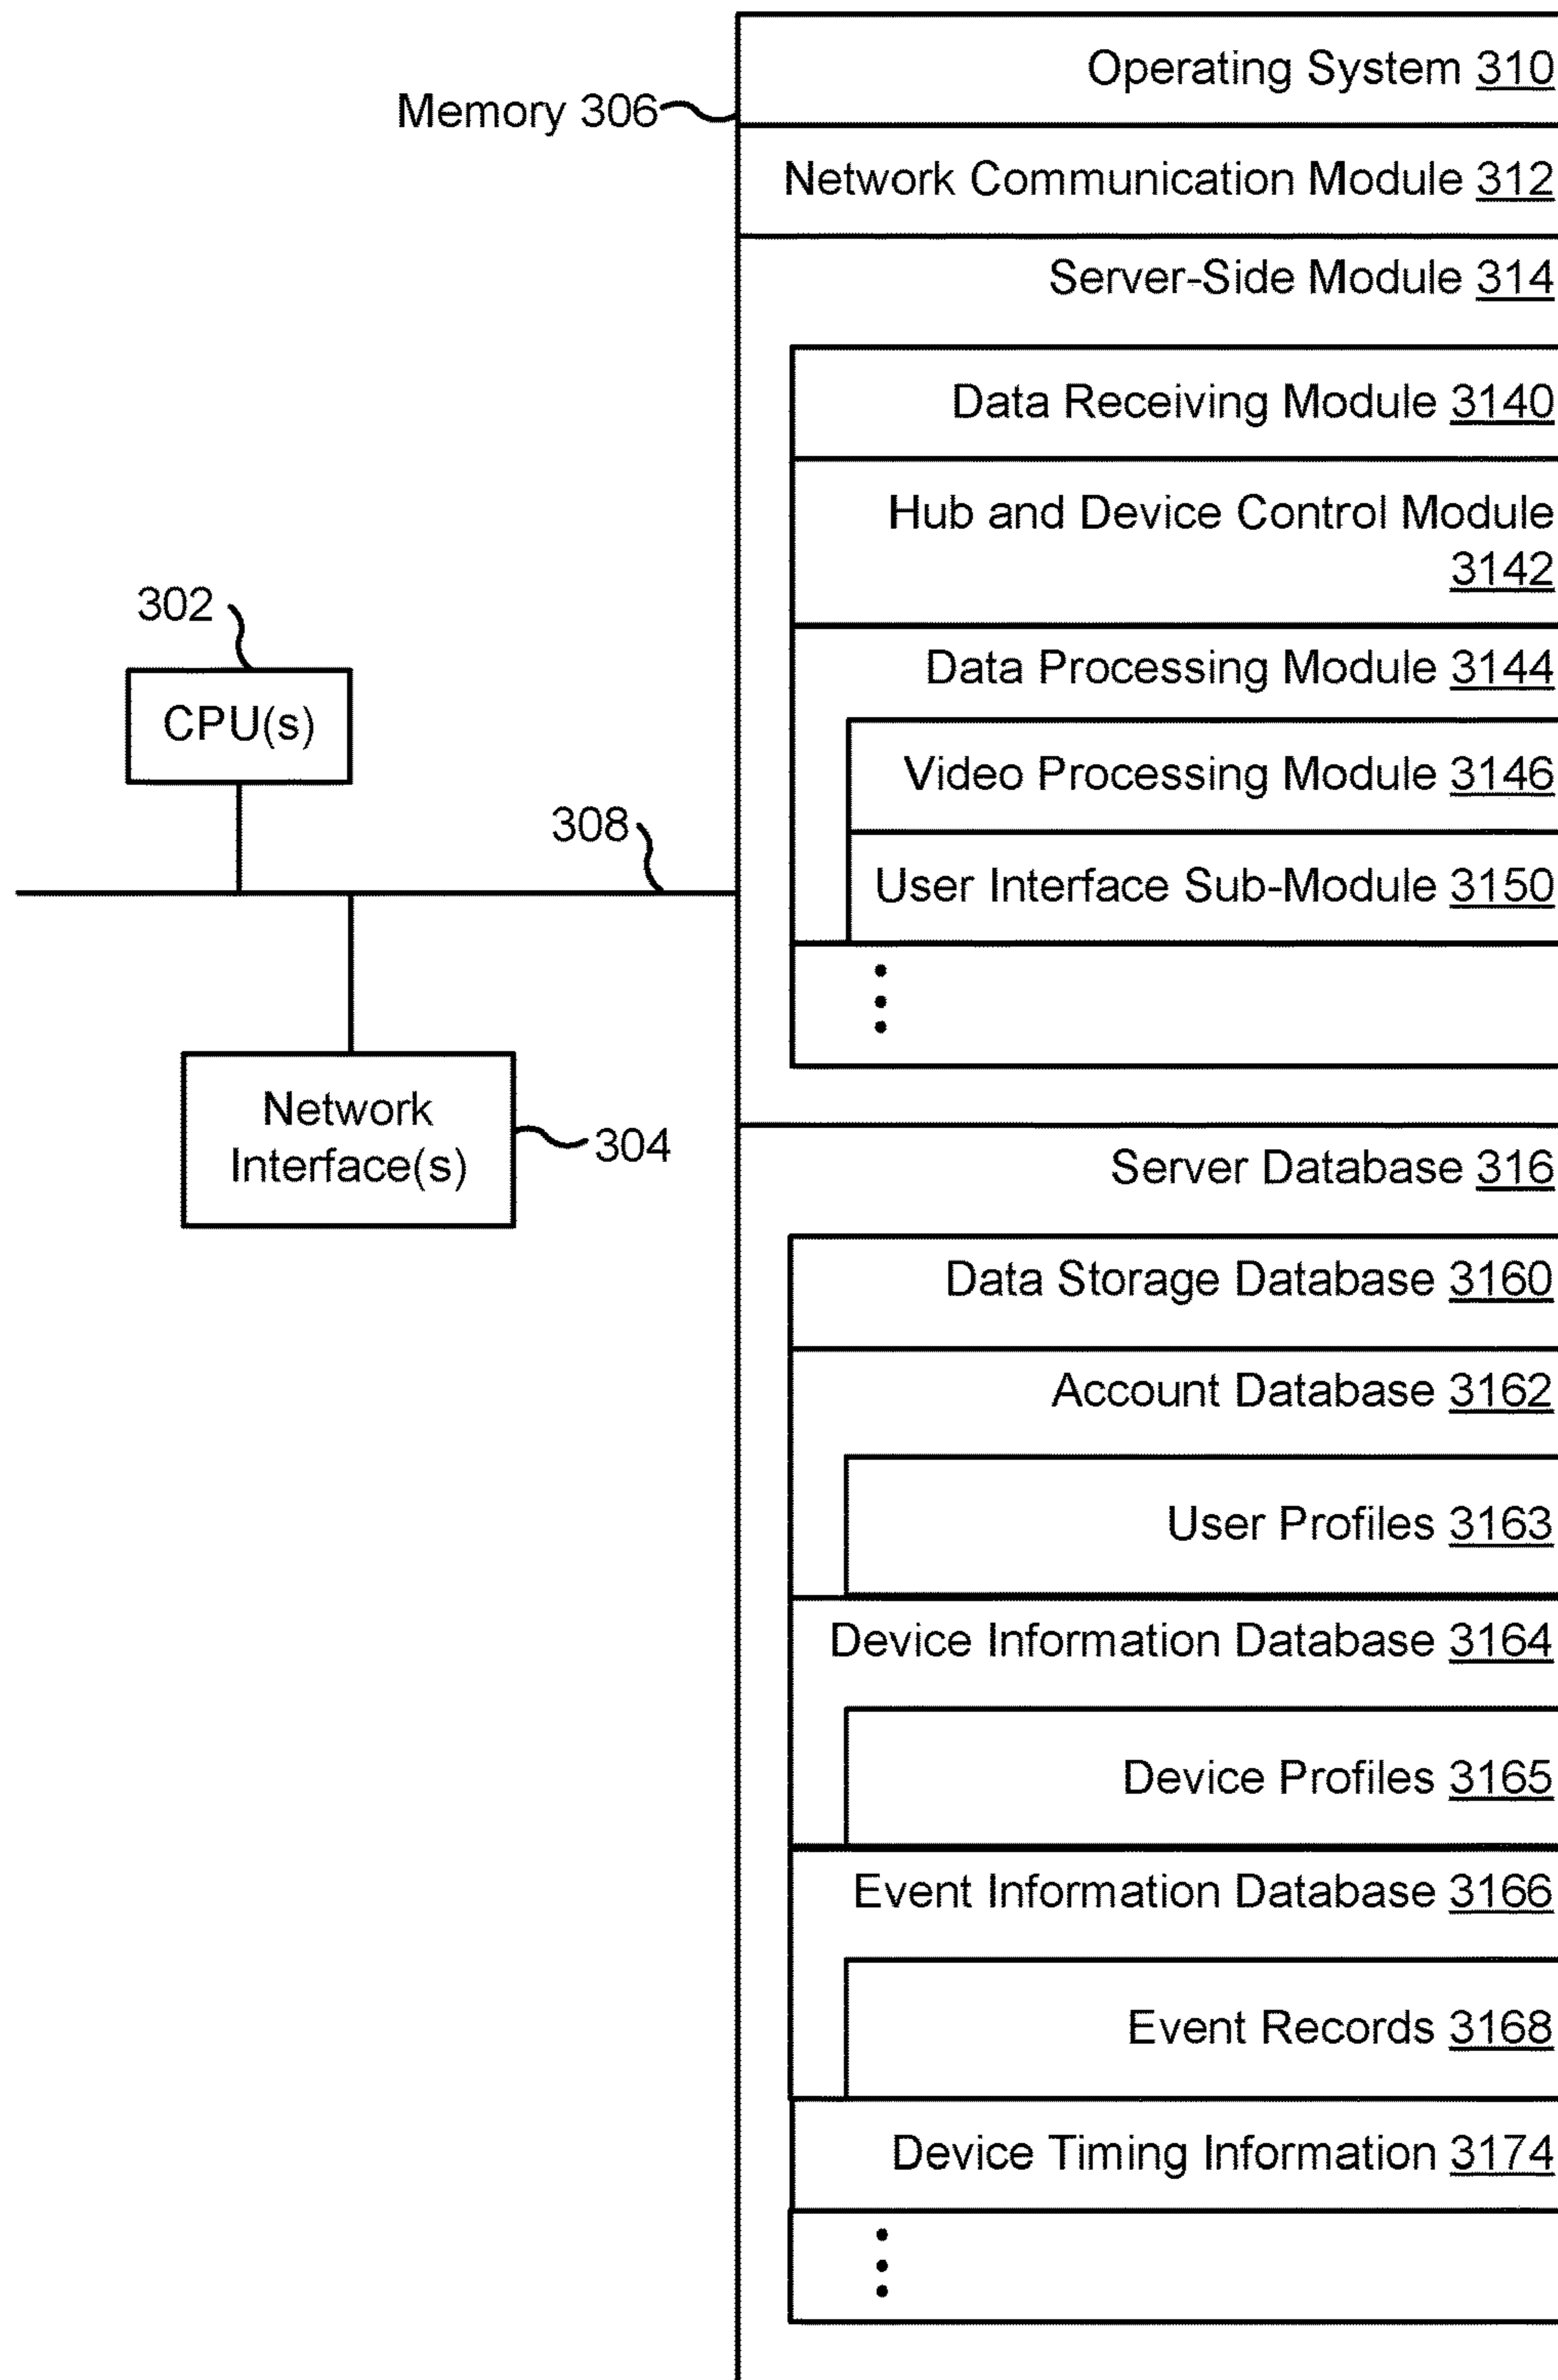 Memory 306
Operating System 310
Network Communication Module 312
Server-Side Module 314
Data Receiving Module 3140
Hub and Device Control Module
3142
Data Processing Module 3144
Video Processing Module 3146
User Interface Sub-Module 3150
302
CPU(s)
308
Network
Interface(s)
304
Server Database 316
Data Storage Database 3160
Account Database 3162
User Profiles 3163
Device Information Database 3164
Device Profiles 3165
Event Information Database 3166
Event Records 3168
Device Timing Information 3174